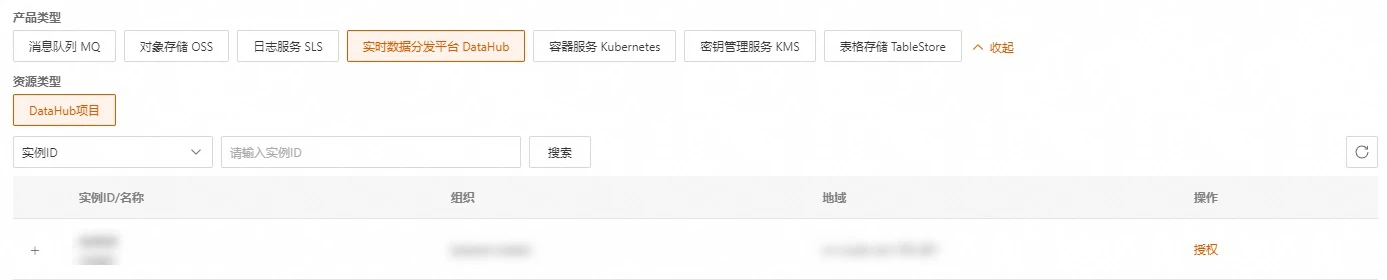 产品类型
消息队列 MQ 对象存储 OSS 日志服务 SLS 实时数据分发平台 DataHub 容器服务 Kubernetes 密钥管理服务 KMS 表格存储 TableStore 收起
资源类型
DataHub项目
实例ID 请输入实例ID 搜索
实例ID/名称 组织 地域 操作
+ 授权